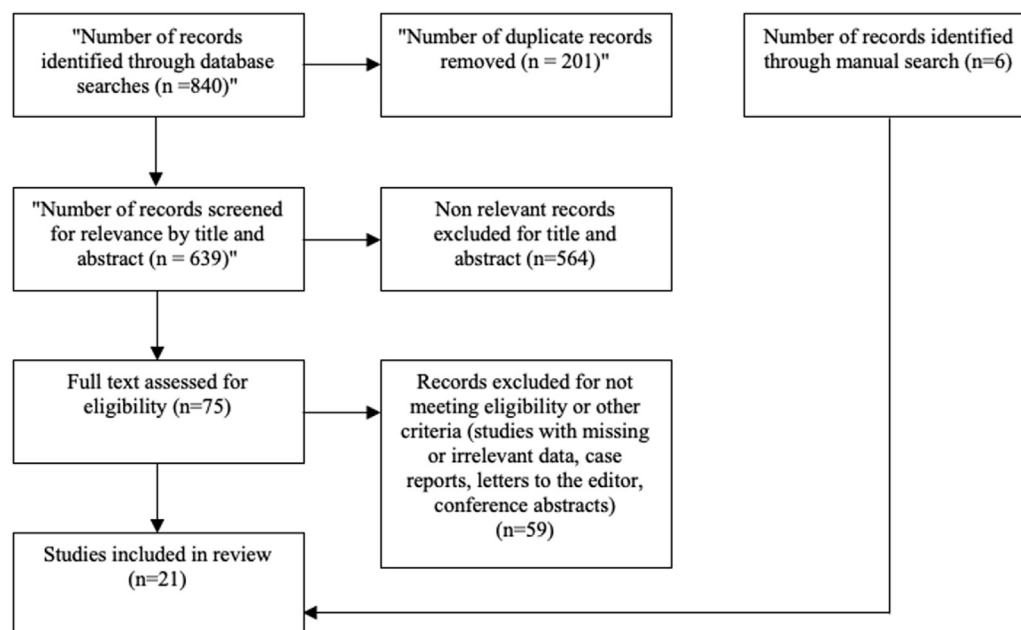 "Number of records
identified through database
searches (n =840)"
"Number of duplicate records
removed (n = 201)"
Number of records identified
through manual search (n=6)
"Number of records screened
for relevance by title and
abstract (n = 639)"
Non relevant records
excluded for title and
abstract (n=564)
Full text assessed for
eligibility (n=75)
Records excluded for not
meeting eligibility or other
criteria (studies with missing
or irrelevant data, case
reports, letters to the editor,
conference abstracts)
(n=59)
Studies included in review
(n=21)